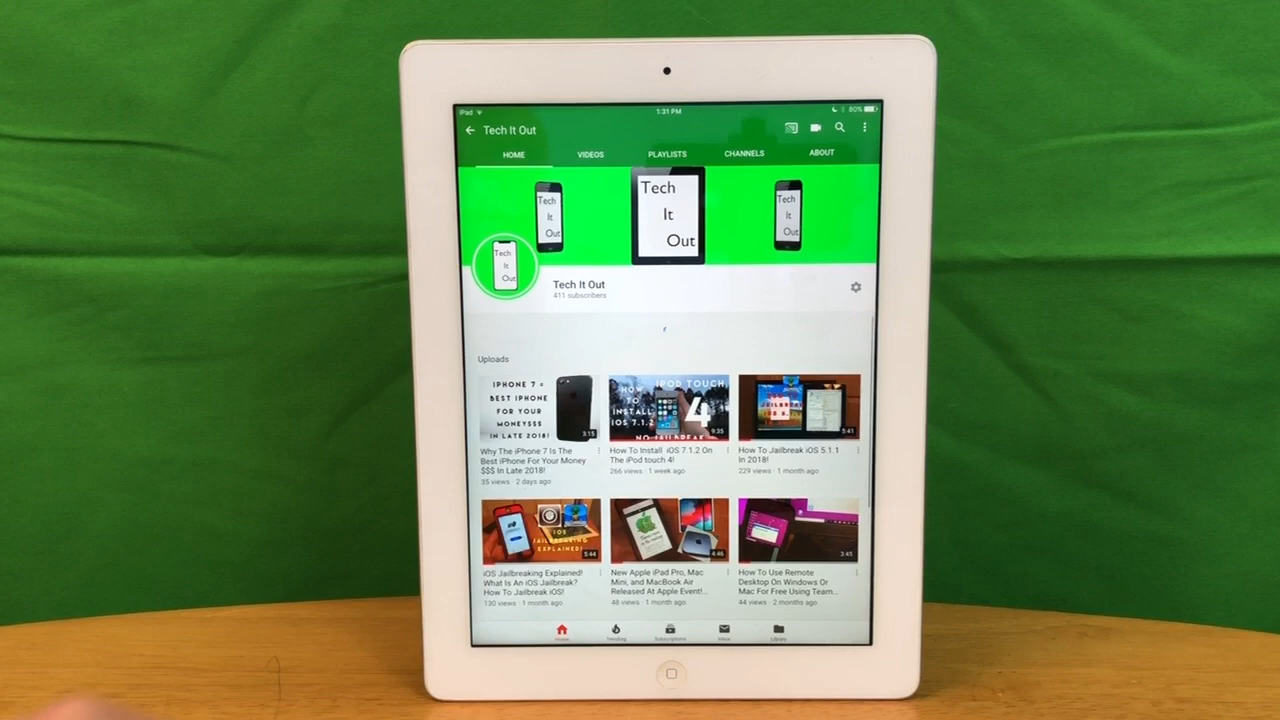 iPad
1:31 PM
80%
Tech It Out
HOME VIDEOS PLAYLISTS CHANNELS ABOUT
Tech
It
Out
Tech
It
Out
Tech
It
Out
Tech
It
Out
Tech It Out
411 subscribers
Uploads
IPHONE 7 =
BEST IPHONE
FOR YOUR
MONEY$$$
IN LATE 2018!
3:15
HOW
TO
INSTALL
iOS 7.1.2
IPOD TOUCH
4
NO JAILBREAK
9:35
5:41
Why The iPhone 7 Is The
Best iPhone For Your Money
$$$ In Late 2018!
35 views · 2 days ago
How To Install iOS 7.1.2 On
The iPod touch 4!
266 views · 1 week ago
How To Jailbreak iOS 5.1.1
In 2018!
229 views · 1 month ago
IOS
JAILBREAKING
EXPLAINED!
5:44
4:46
3:45
iOS Jailbreaking Explained!
What Is An iOS Jailbreak?
How To Jailbreak iOS!
130 views · 1 month ago
New Apple iPad Pro, Mac
Mini, and MacBook Air
Released At Apple Event!...
48 views · 1 month ago
How To Use Remote
Desktop On Windows Or
Mac For Free Using Team...
44 views · 2 months ago
Home Trending Subscriptions Inbox Library